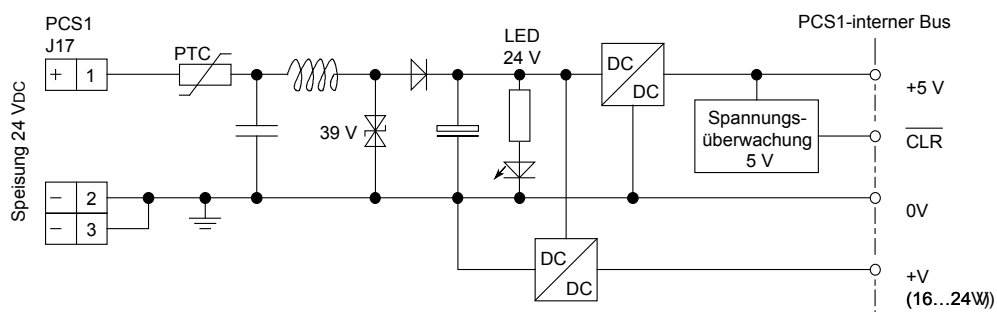 PCS1
J17
PCS1-interner Bus
LED
24 V
PTC
+ 1
DC
DC
+5 V
Speisung 24 VDC
39 V
Spannungs-
überwachung
5 V
CLR
- 2
- 3
0V
DC
DC
+V
(16...24V)